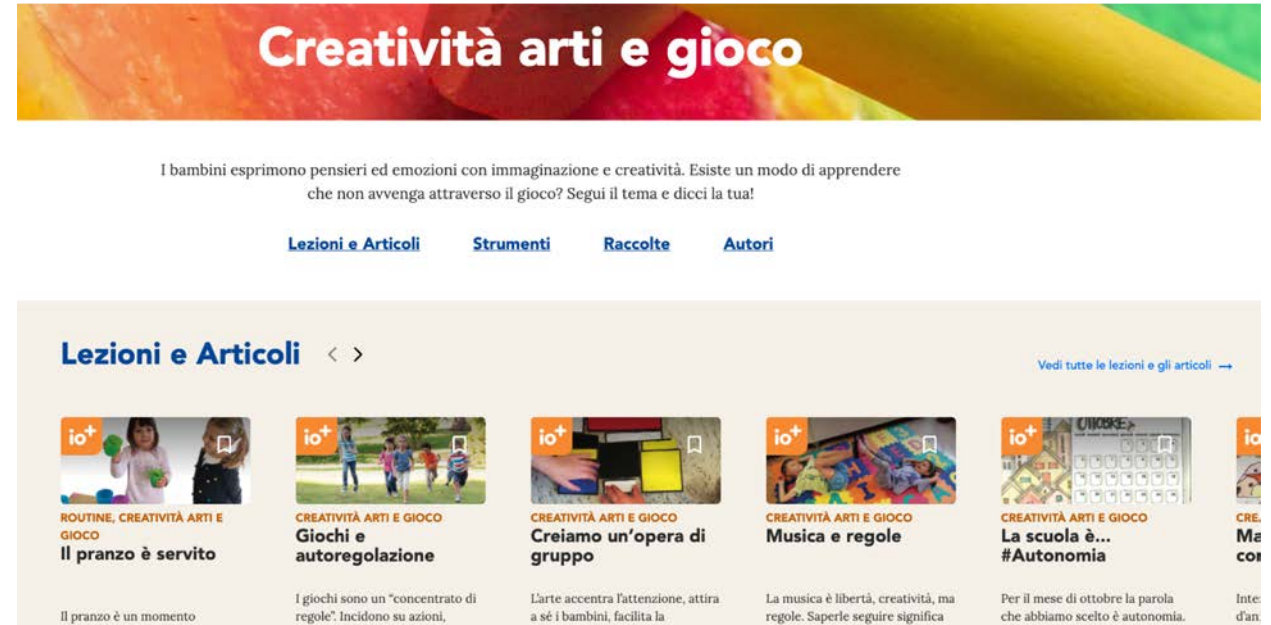 Creatività arti e gioco
I bambini esprimono pensieri ed emozioni con immaginazione e creatività. Esiste un modo di apprendere
che non avvenga attraverso il gioco? Segui il tema e dicci la tua!
Lezioni e Articoli Strumenti Raccolte Autori
Lezioni e Articoli < >
Vedi tutte le lezioni e gli articoli →
io+
ROUTINE, CREATIVITÀ ARTI E
GIOCO
Il pranzo è servito
Il pranzo è un momento
io+
CREATIVITÀ ARTI E GIOCO
Giochi e
autoregolazione
I giochi sono un “concentrato di
regole”. Incidono su azioni,
io+
CREATIVITÀ ARTI E GIOCO
Creiamo un’opera di
gruppo
L’arte accentra l’attenzione, attira
a sé i bambini, facilita la
io+
CREATIVITÀ ARTI E GIOCO
Musica e regole
La musica è libertà, creatività, ma
regole. Saperle seguire significa
io+
OTTOBRE
CREATIVITÀ ARTI E GIOCO
La scuola è...
#Autonomia
Per il mese di ottobre la parola
che abbiamo scelto è autonomia.
io
CRE
Ma
Inte
d'an